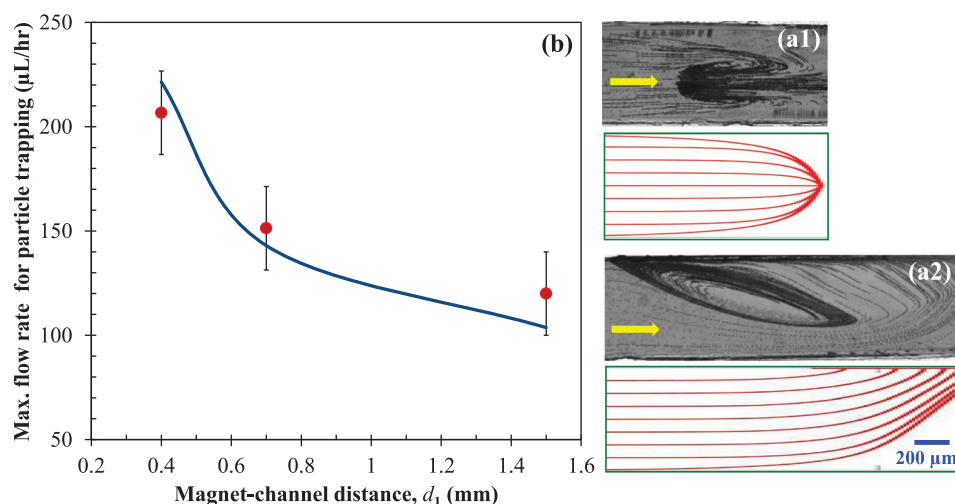 250
200
150
100
50
0.2 0.4 0.6 0.8 1 1.2 1.4 1.6
Max. flow rate for particle trapping (µL/hr)
Magnet-channel distance, d₁ (mm)
(b)
(a1)
(a2)
200 µm